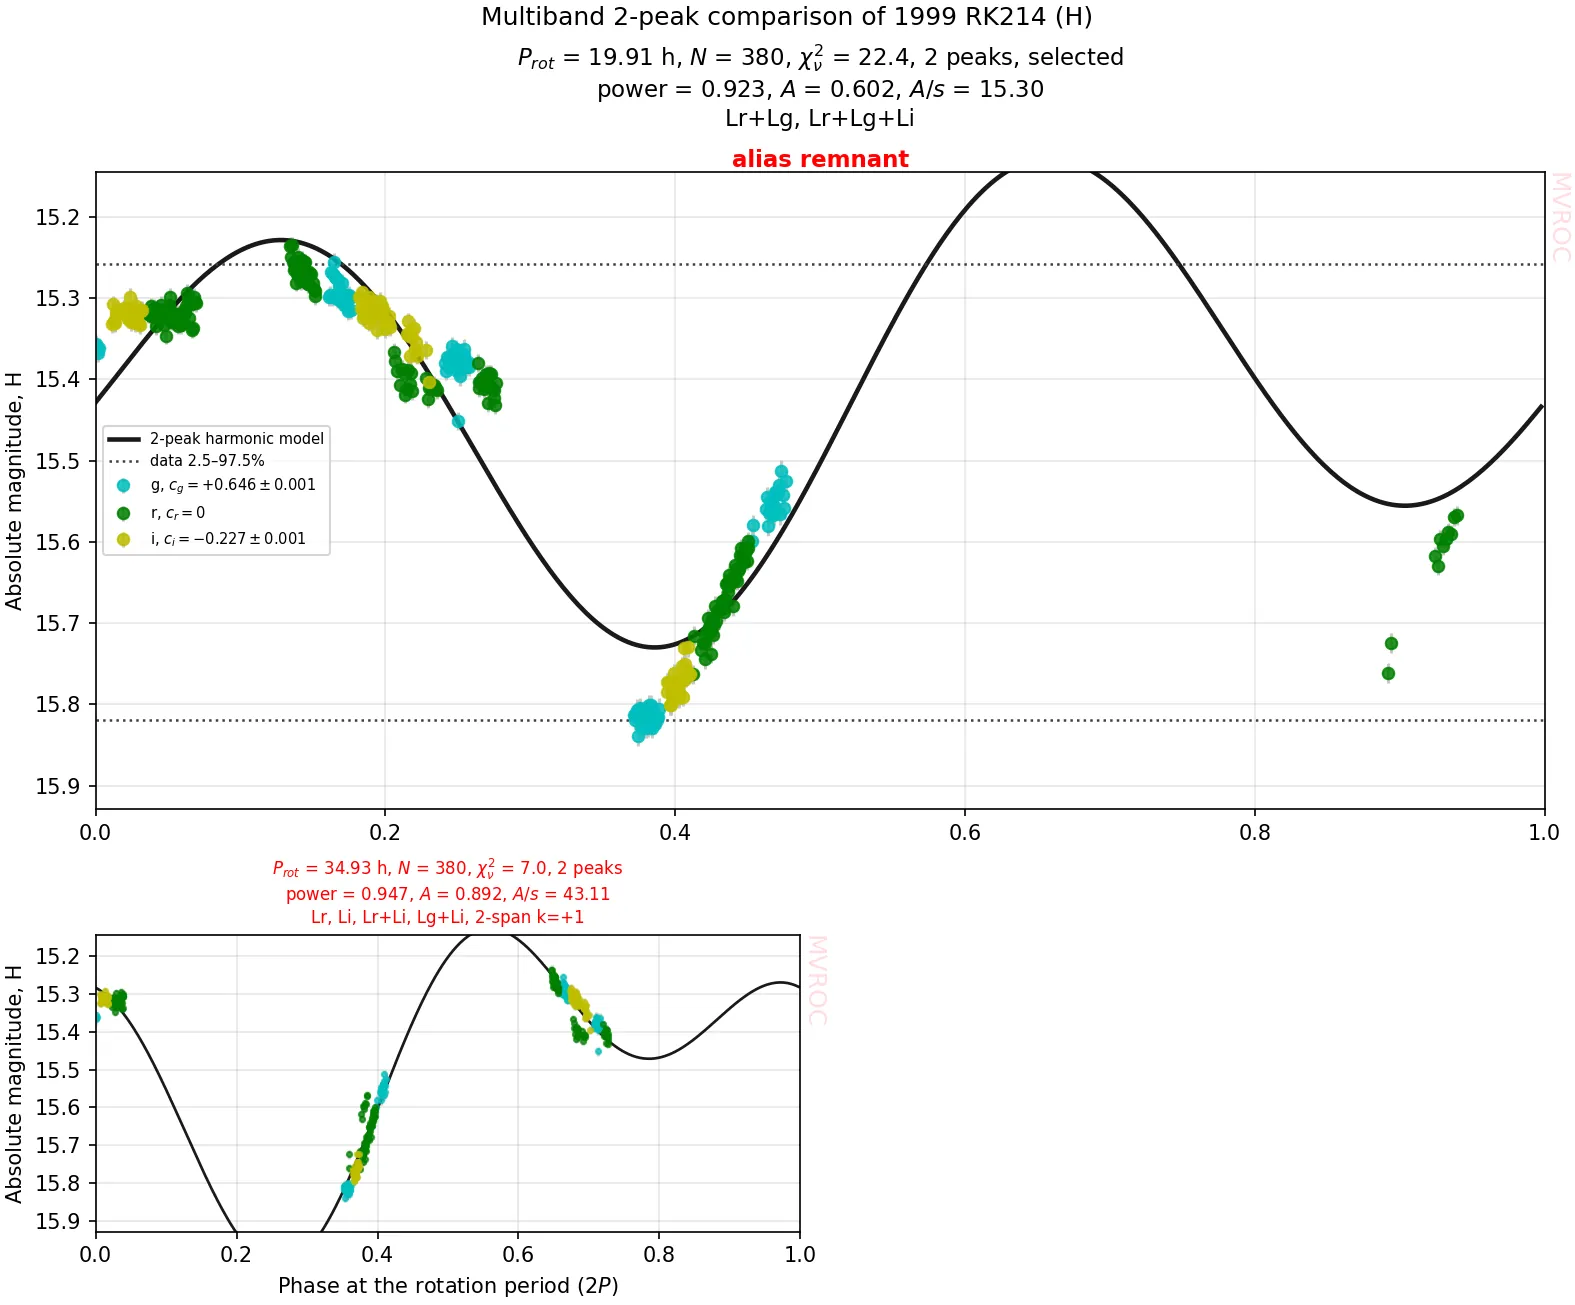 Multiband 2-peak comparison of 1999 RK214 (H)
P_rot = 19.91 h, N = 380, χ²_ν = 22.4, 2 peaks, selected
power = 0.923, A = 0.602, A/s = 15.30
Lr+Lg, Lr+Lg+Li
alias remnant
MVROC
Absolute magnitude, H
15.2
15.3
15.4
15.5
15.6
15.7
15.8
15.9
2-peak harmonic model
data 2.5–97.5%
g, c_g = +0.646 ± 0.001
r, c_r = 0
i, c_i = −0.227 ± 0.001
0.0 0.2 0.4 0.6 0.8 1.0
P_rot = 34.93 h, N = 380, χ²_ν = 7.0, 2 peaks
power = 0.947, A = 0.892, A/s = 43.11
Lr, Li, Lr+Li, Lg+Li, 2-span k=+1
MVROC
Absolute magnitude, H
15.2
15.3
15.4
15.5
15.6
15.7
15.8
15.9
0.0 0.2 0.4 0.6 0.8 1.0
Phase at the rotation period (2P)